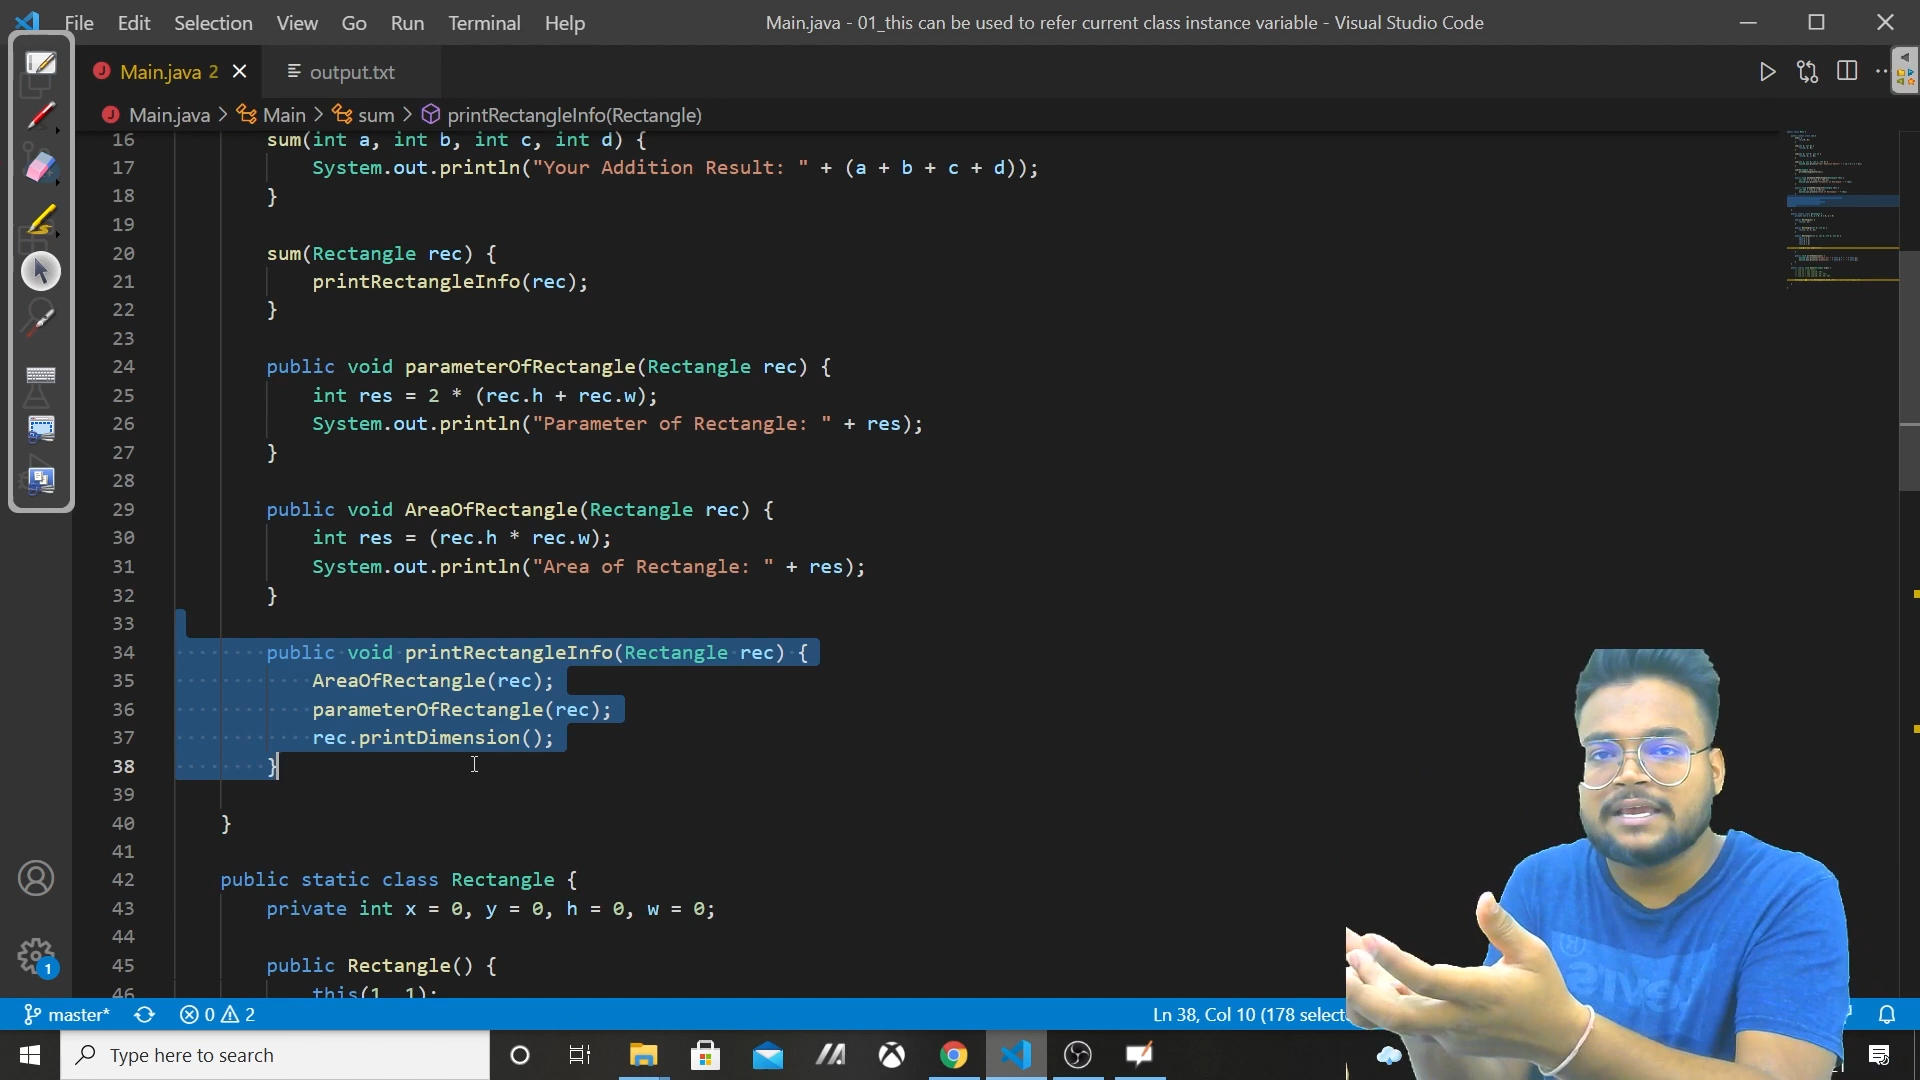 File Edit Selection View Go Run Terminal Help
Main.java - 01_this can be used to refer current class instance variable - Visual Studio Code
Main.java 2
output.txt
Main.java > Main > sum > printRectangleInfo(Rectangle)
16 sum(int a, int b, int c, int d) {
17 System.out.println("Your Addition Result: " + (a + b + c + d));
18 }
19
20 sum(Rectangle rec) {
21 printRectangleInfo(rec);
22 }
23
24 public void parameterOfRectangle(Rectangle rec) {
25 int res = 2 * (rec.h + rec.w);
26 System.out.println("Parameter of Rectangle: " + res);
27 }
28
29 public void AreaOfRectangle(Rectangle rec) {
30 int res = (rec.h * rec.w);
31 System.out.println("Area of Rectangle: " + res);
32 }
33
34 public void printRectangleInfo(Rectangle rec) {
35 AreaOfRectangle(rec);
36 parameterOfRectangle(rec);
37 rec.printDimension();
38 }
39
40 }
41
42 public static class Rectangle {
43 private int x = 0, y = 0, h = 0, w = 0;
44
45 public Rectangle() {
46 this(1, 1);
1
master* 0 2
Ln 38, Col 10 (178 select
Type here to search